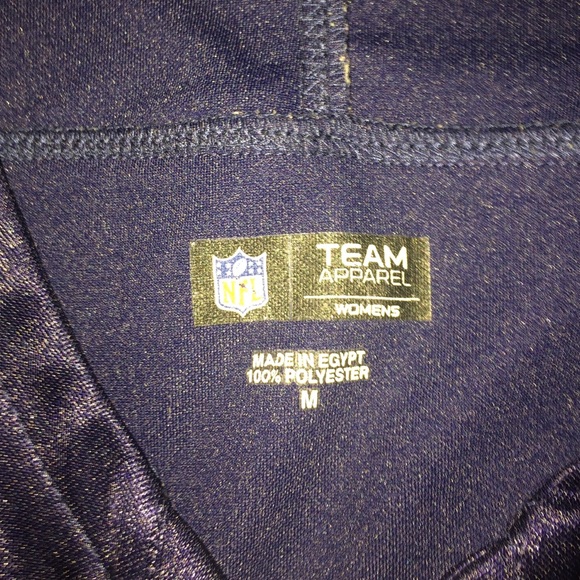 NFL
TEAM
APPAREL
WOMENS
MADE IN EGYPT
100% POLYESTER
M